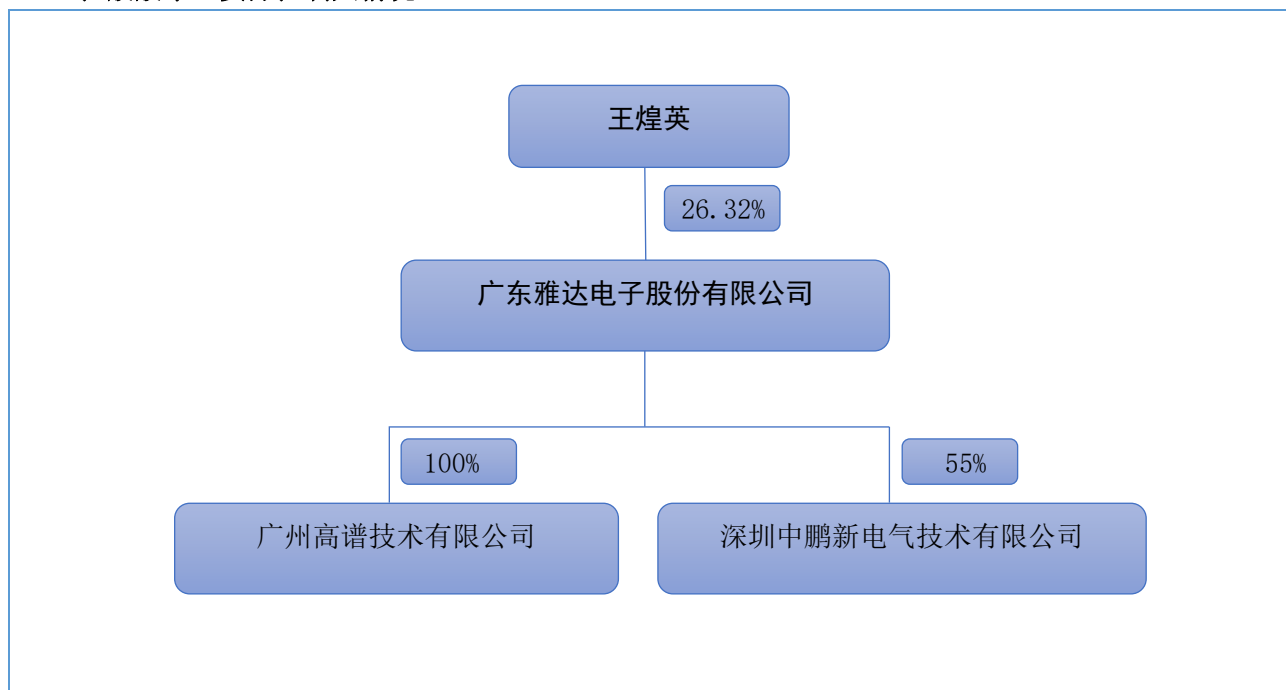 王煌英
26.32%
广东雅达电子股份有限公司
100%
55%
广州高谱技术有限公司
深圳中鹏新电气技术有限公司